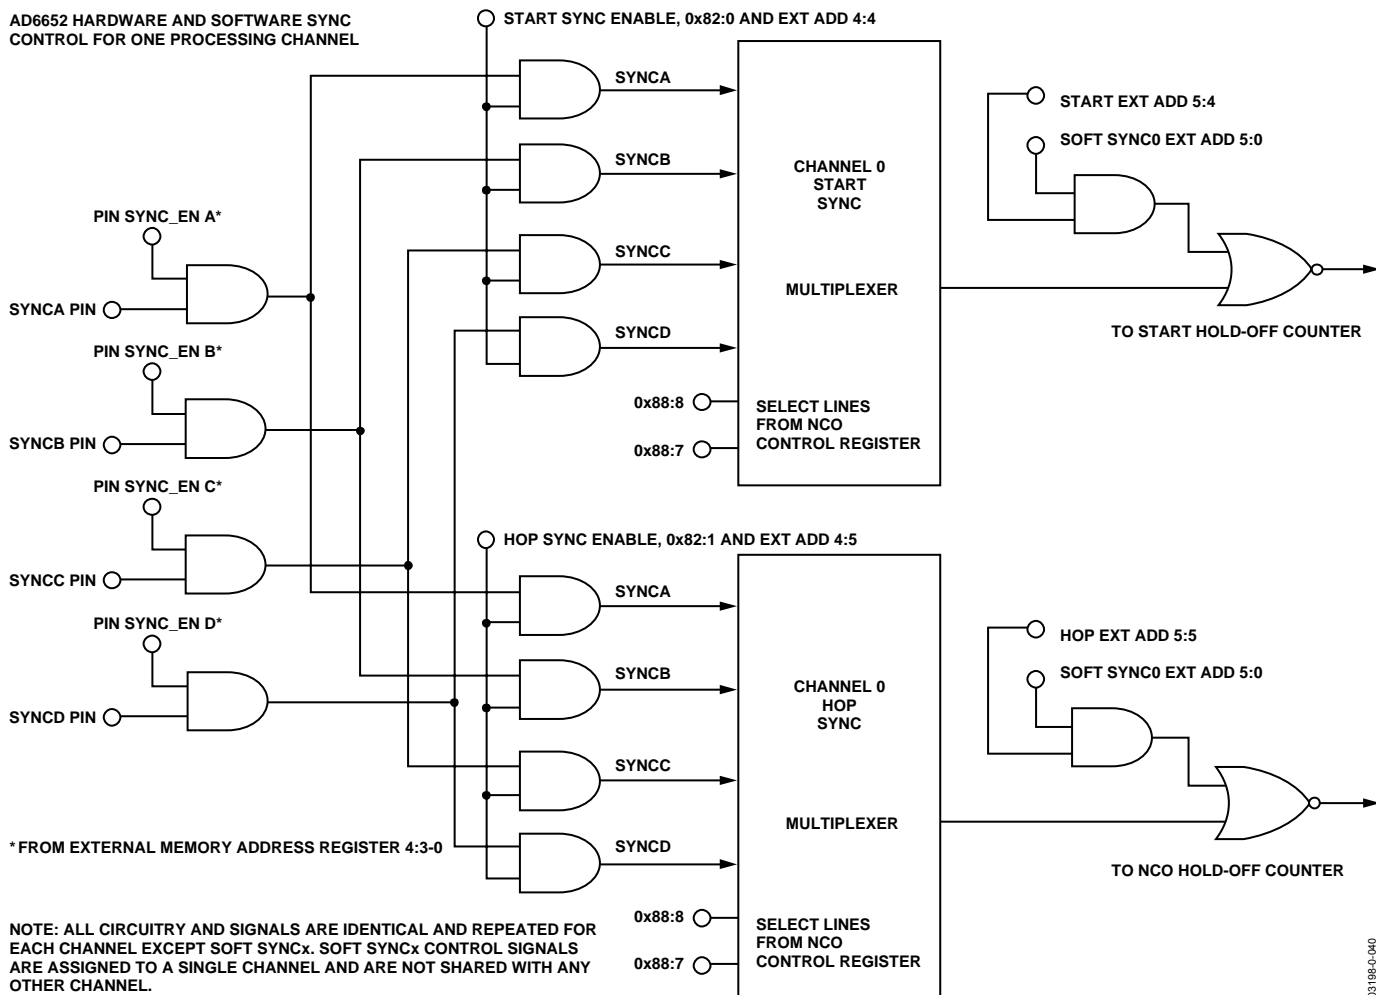 AD6652 HARDWARE AND SOFTWARE SYNC
CONTROL FOR ONE PROCESSING CHANNEL
START SYNC ENABLE, 0x82:0 AND EXT ADD 4:4
SYNCA
SYNCB
SYNCC
SYNCD
CHANNEL 0
START
SYNC
MULTIPLEXER
0x88:8
0x88:7
SELECT LINES
FROM NCO
CONTROL REGISTER
START EXT ADD 5:4
SOFT SYNC0 EXT ADD 5:0
TO START HOLD-OFF COUNTER
PIN SYNC_EN A*
SYNCA PIN
PIN SYNC_EN B*
SYNCB PIN
PIN SYNC_EN C*
SYNCC PIN
PIN SYNC_EN D*
SYNCD PIN
HOP SYNC ENABLE, 0x82:1 AND EXT ADD 4:5
SYNCA
SYNCB
SYNCC
SYNCD
CHANNEL 0
HOP
SYNC
MULTIPLEXER
0x88:8
0x88:7
SELECT LINES
FROM NCO
CONTROL REGISTER
HOP EXT ADD 5:5
SOFT SYNC0 EXT ADD 5:0
TO NCO HOLD-OFF COUNTER
*FROM EXTERNAL MEMORY ADDRESS REGISTER 4:3-0
NOTE: ALL CIRCUITRY AND SIGNALS ARE IDENTICAL AND REPEATED FOR
EACH CHANNEL EXCEPT SOFT SYNCx. SOFT SYNCx CONTROL SIGNALS
ARE ASSIGNED TO A SINGLE CHANNEL AND ARE NOT SHARED WITH ANY
OTHER CHANNEL.
03198-0-040